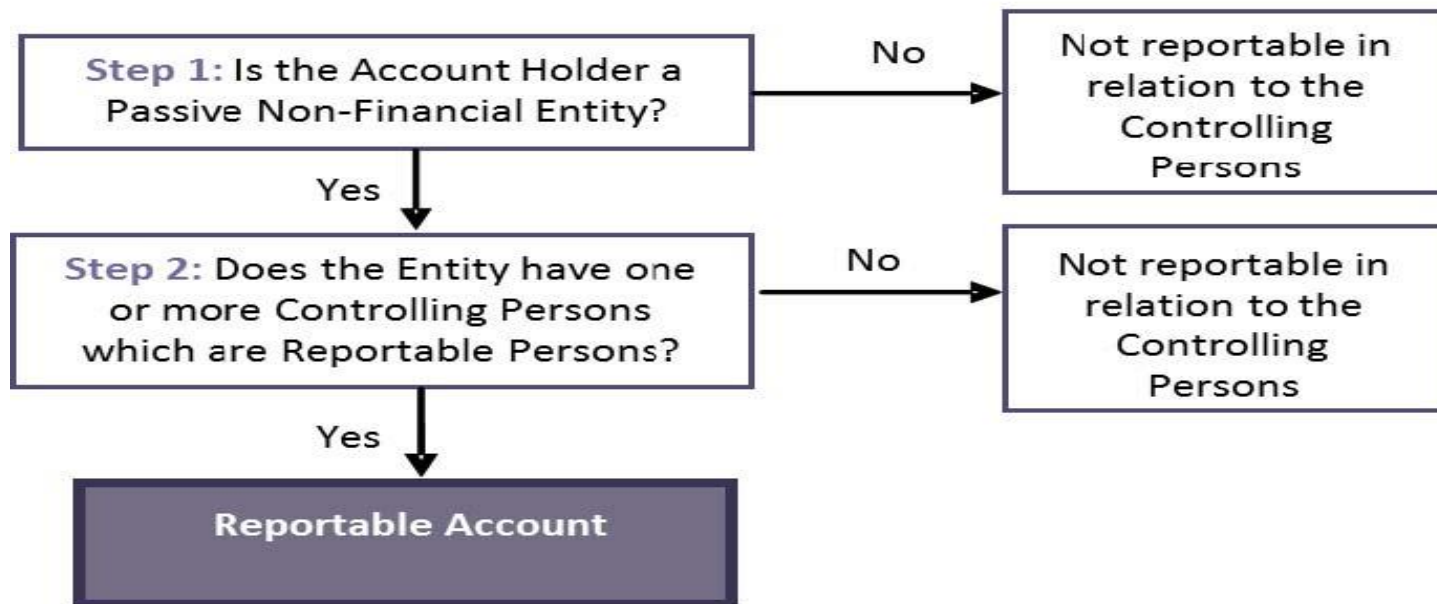 Step 1: Is the Account Holder a
Passive Non-Financial Entity?
No
Not reportable in
relation to the
Controlling
Persons
Yes
Step 2: Does the Entity have one
or more Controlling Persons
which are Reportable Persons?
No
Not reportable in
relation to the
Controlling
Persons
Yes
Reportable Account